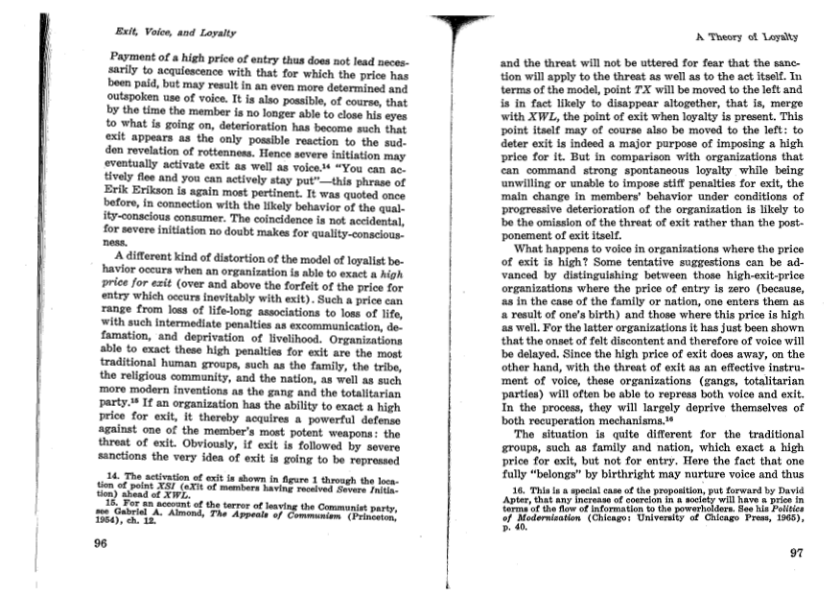 Exit, Voice, and Loyalty
Payment of a high price of entry thus does not lead neces-
sarily to acquiescence with that for which the price has
been paid, but may result in an even more determined and
outspoken use of voice. It is also possible, of course, that
by the time the member is no longer able to close his eyes
to what is going on, deterioration has become such that
exit appears as the only possible reaction to the sud-
den revelation of rottenness. Hence severe initiation may
eventually activate exit as well as voice.¹⁴ "You can ac-
tively flee and you can actively stay put"—this phrase of
Erik Erikson is again most pertinent. It was quoted once
before, in connection with the likely behavior of the qual-
ity-conscious consumer. The coincidence is not accidental,
for severe initiation no doubt makes for quality-conscious-
ness.
A different kind of distortion of the model of loyalist be-
havior occurs when an organization is able to exact a high
price for exit (over and above the forfeit of the price for
entry which occurs inevitably with exit). Such a price can
range from loss of life-long associations to loss of life,
with such intermediate penalties as excommunication, de-
famation, and deprivation of livelihood. Organizations
able to exact these high penalties for exit are the most
traditional human groups, such as the family, the tribe,
the religious community, and the nation, as well as such
more modern inventions as the gang and the totalitarian
party.¹⁵ If an organization has the ability to exact a high
price for exit, it thereby acquires a powerful defense
against one of the member's most potent weapons: the
threat of exit. Obviously, if exit is followed by severe
sanctions the very idea of exit is going to be repressed
14. The activation of exit is shown in figure 1 through the loca-
tion of point XSI (eXit of members having received Severe Initia-
tion) ahead of XWL.
15. For an account of the terror of leaving the Communist party,
see Gabriel A. Almond, The Appeals of Communism (Princeton,
1954), ch. 12.
96
A Theory of Loyalty
and the threat will not be uttered for fear that the sanc-
tion will apply to the threat as well as to the act itself. In
terms of the model, point TX will be moved to the left and
is in fact likely to disappear altogether, that is, merge
with XWL, the point of exit when loyalty is present. This
point itself may of course also be moved to the left: to
deter exit is indeed a major purpose of imposing a high
price for it. But in comparison with organizations that
can command strong spontaneous loyalty while being
unwilling or unable to impose stiff penalties for exit, the
main change in members' behavior under conditions of
progressive deterioration of the organization is likely to
be the omission of the threat of exit rather than the post-
ponement of exit itself.
What happens to voice in organizations where the price
of exit is high? Some tentative suggestions can be ad-
vanced by distinguishing between those high-exit-price
organizations where the price of entry is zero (because,
as in the case of the family or nation, one enters them as
a result of one's birth) and those where this price is high
as well. For the latter organizations it has just been shown
that the onset of felt discontent and therefore of voice will
be delayed. Since the high price of exit does away, on the
other hand, with the threat of exit as an effective instru-
ment of voice, these organizations (gangs, totalitarian
parties) will often be able to repress both voice and exit.
In the process, they will largely deprive themselves of
both recuperation mechanisms.¹⁶
The situation is quite different for the traditional
groups, such as family and nation, which exact a high
price for exit, but not for entry. Here the fact that one
fully "belongs" by birthright may nurture voice and thus
16. This is a special case of the proposition, put forward by David
Apter, that any increase of coercion in a society will have a price in
terms of the flow of information to the powerholders. See his Politics
of Modernization (Chicago: University of Chicago Press, 1965),
p. 40.
97